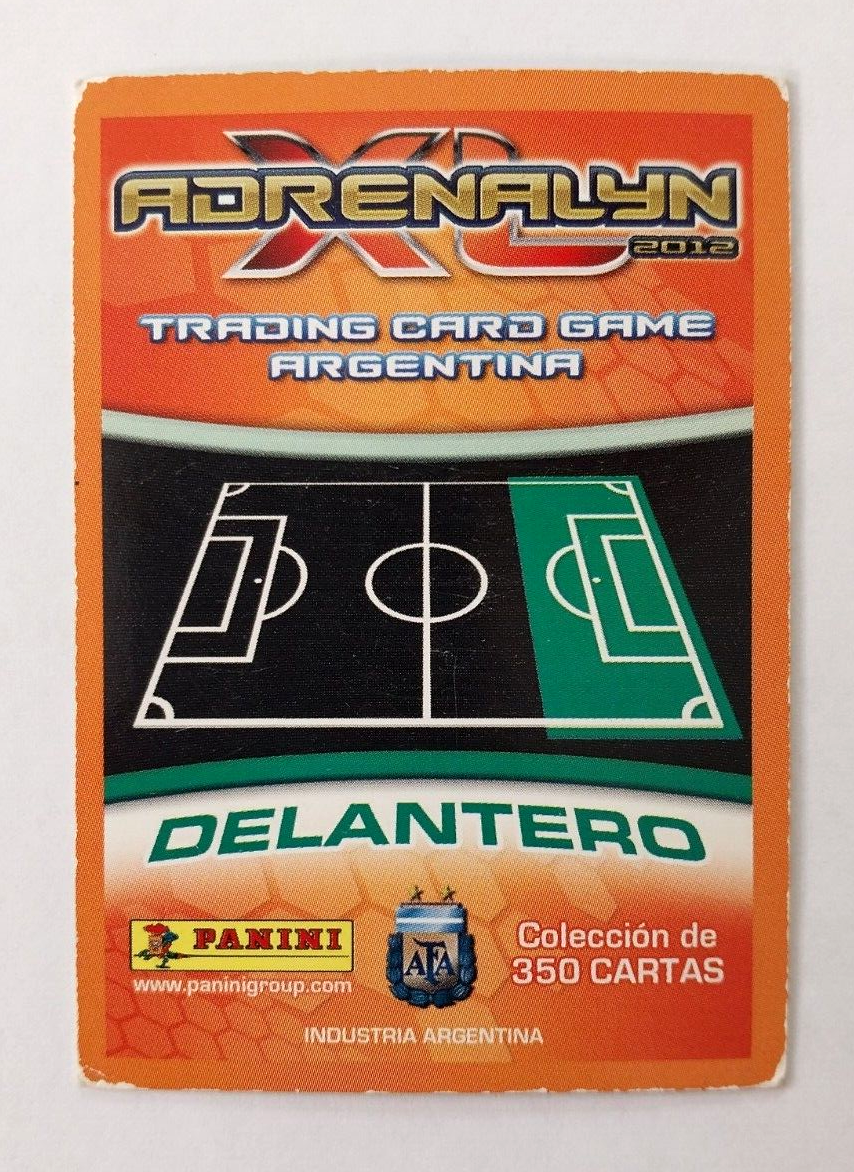 ADRENALYN
XL
2012
TRADING CARD GAME
ARGENTINA
DELANTERO
PANINI
www.paninigroup.com
AFA
Colección de
350 CARTAS
INDUSTRIA ARGENTINA